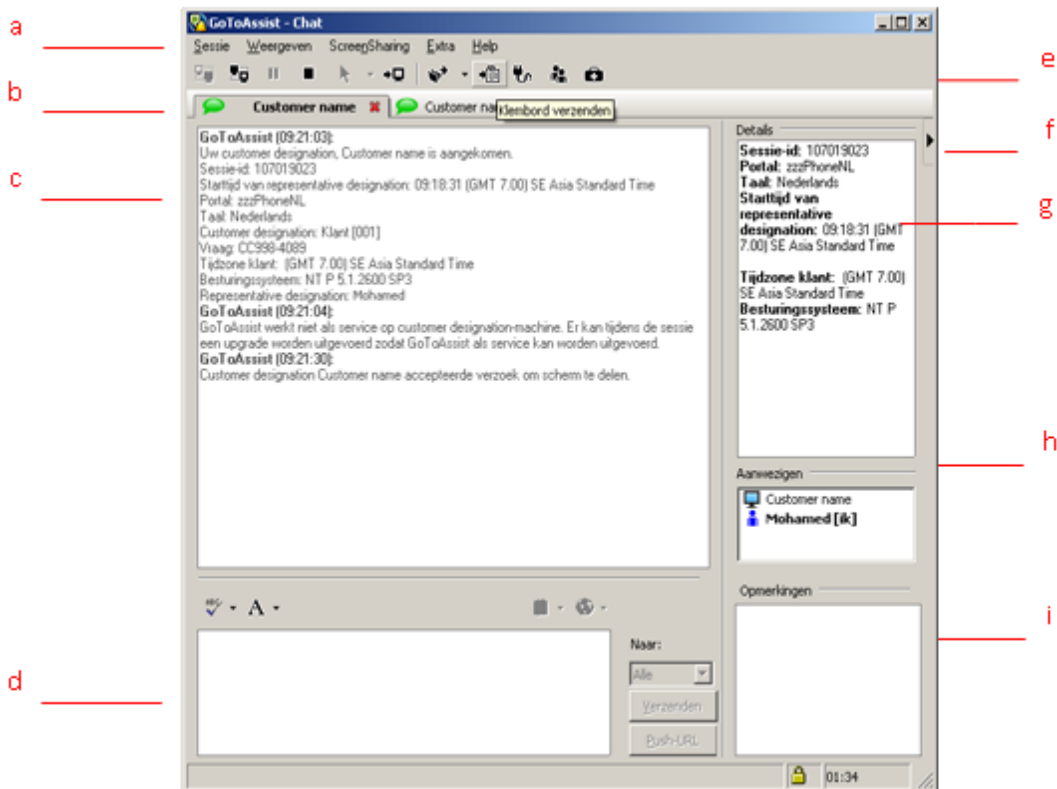 GoToAssist - Chat
a
Sessie Weergeven ScreenSharing Extra Help
e
b
Customer name
Customer na
Klembord verzenden
f
c
GoToAssist (09:21:03):
Uw customer designation, Customer name is aangekomen.
Sessie-id: 107019023
Starttijd van representative designation: 09:18:31 (GMT 7.00) SE Asia Standard Time
Portal: zzzPhoneNL
Taal: Nederlands
Customer designation: Klant [001]
Vraag: CC998-4089
Tijdzone klant: (GMT 7.00) SE Asia Standard Time
Besturingssysteem: NT P 5.1.2600 SP3
Representative designation: Mohamed
GoToAssist (09:21:04):
GoToAssist werkt niet als service op customer designation-machine. Er kan tijdens de sessie
een upgrade worden uitgevoerd zodat GoToAssist als service kan worden uitgevoerd.
GoToAssist (09:21:30):
Customer designation Customer name accepteerde verzoek om scherm te delen.
Details
Sessie-id: 107019023
Portal: zzzPhoneNL
Taal: Nederlands
Starttijd van
representative
designation: 09:18:31 (GMT
7.00) SE Asia Standard Time
Tijdzone klant: (GMT 7.00)
SE Asia Standard Time
Besturingssysteem: NT P
5.1.2600 SP3
g
h
Aanwezigen
Customer name
Mohamed [ik]
Opmerkingen
i
ABC
A
d
Naar:
Alle
Verzenden
Push-URL
01:34